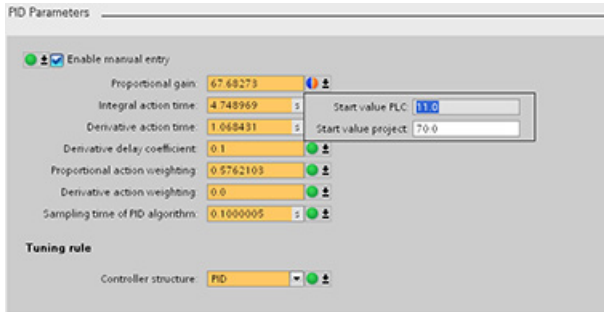 PID Parameters
Enable manual entry
Proportional gain: 67.68273
Integral action time: 4.748969 s
Start value PLC: 11.0
Derivative action time: 1.068431 s
Start value project: 70.0
Derivative delay coefficient: 0.1
Proportional action weighting: 0.5762103
Derivative action weighting: 0.0
Sampling time of PID algorithm: 0.1000005 s
Tuning rule
Controller structure: PID